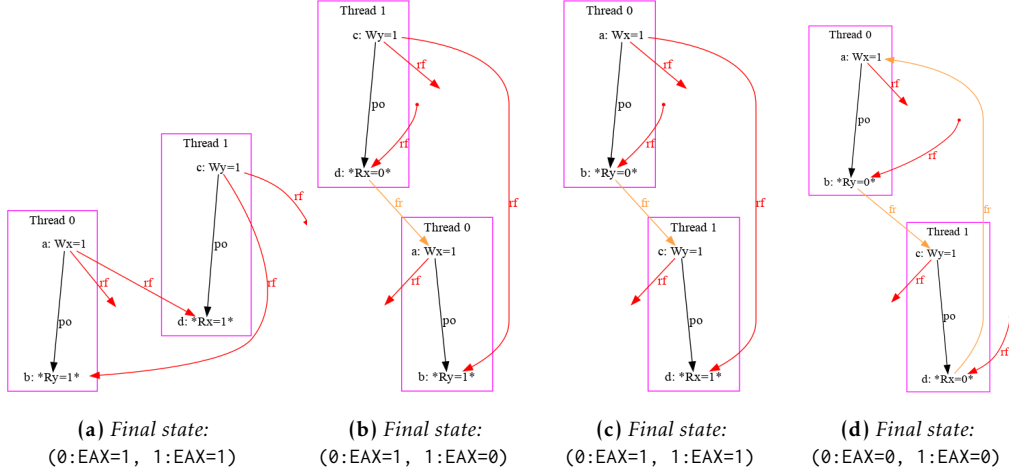 Thread 1
c: Wy=1
rf
po
rf
d: *Rx=0*
fr
rf
Thread 0
a: Wx=1
rf
po
b: *Ry=1*
Thread 0
a: Wx=1
rf
po
rf
b: *Ry=0*
fr
rf
Thread 1
c: Wy=1
rf
po
d: *Rx=1*
Thread 0
a: Wx=1
rf
po
rf
b: *Ry=0*
fr
fr
Thread 1
c: Wy=1
rf
po
rf
d: *Rx=0*
Thread 1
c: Wy=1
rf
po
d: *Rx=1*
Thread 0
a: Wx=1
rf
rf
rf
po
b: *Ry=1*
(a) Final state:
(0:EAX=1, 1:EAX=1)
(b) Final state:
(0:EAX=1, 1:EAX=0)
(c) Final state:
(0:EAX=1, 1:EAX=1)
(d) Final state:
(0:EAX=0, 1:EAX=0)